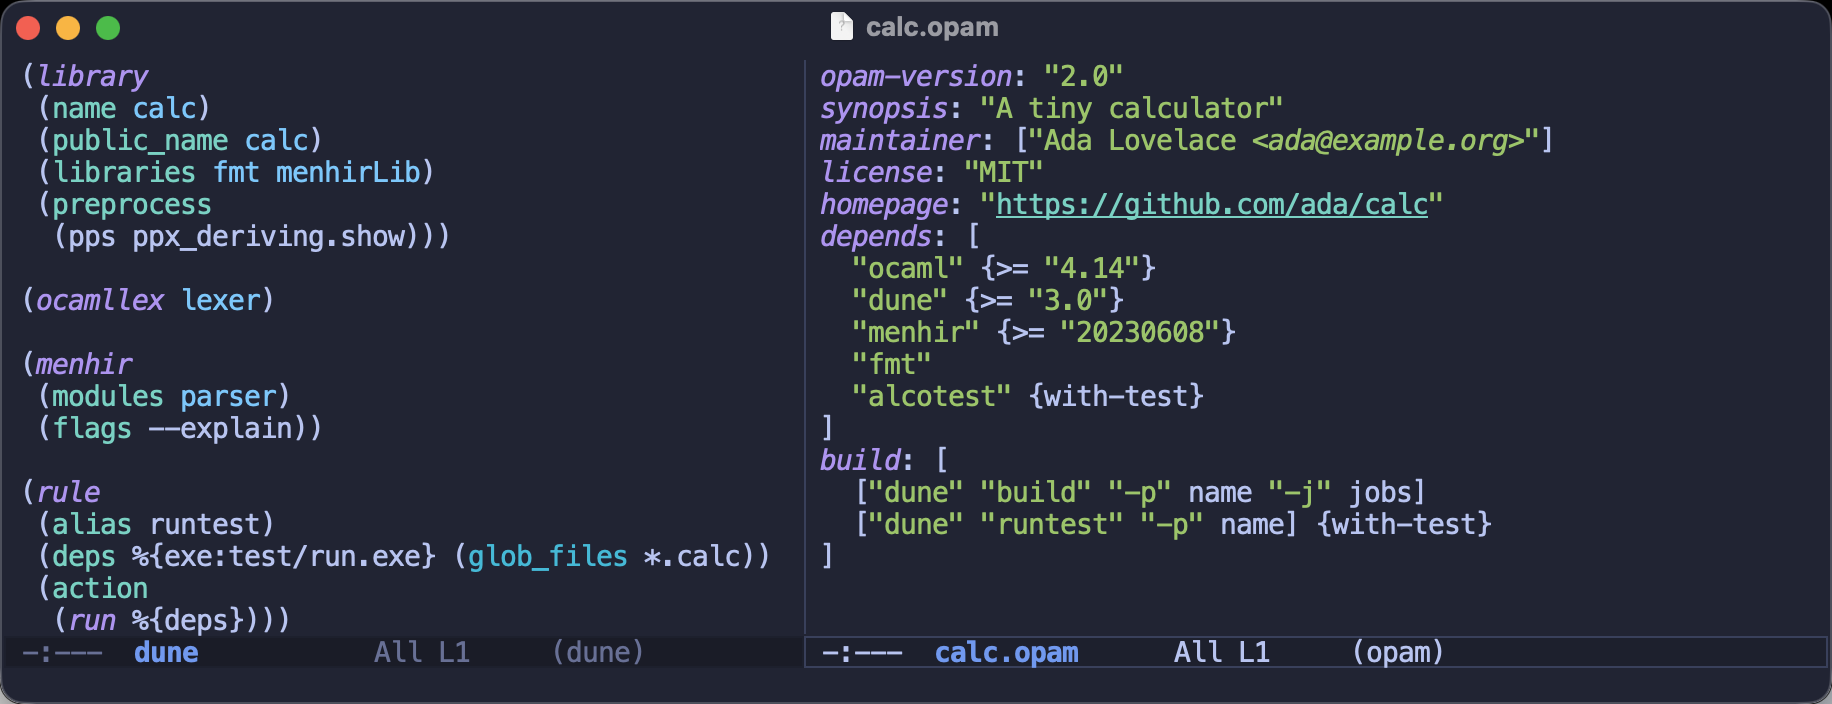 calc.opam
(library
 (name calc)
 (public_name calc)
 (libraries fmt menhirLib)
 (preprocess
  (pps ppx_deriving.show)))

(ocamllex lexer)

(menhir
 (modules parser)
 (flags --explain))

(rule
 (alias runtest)
 (deps %{exe:test/run.exe} (glob_files *.calc))
 (action
  (run %{deps})))
-:---  dune           All L1     (dune)
opam-version: "2.0"
synopsis: "A tiny calculator"
maintainer: ["Ada Lovelace <ada@example.org>"]
license: "MIT"
homepage: "https://github.com/ada/calc"
depends: [
  "ocaml" {>= "4.14"}
  "dune" {>= "3.0"}
  "menhir" {>= "20230608"}
  "fmt"
  "alcotest" {with-test}
]
build: [
  ["dune" "build" "-p" name "-j" jobs]
  ["dune" "runtest" "-p" name] {with-test}
]
-:---  calc.opam      All L1     (opam)